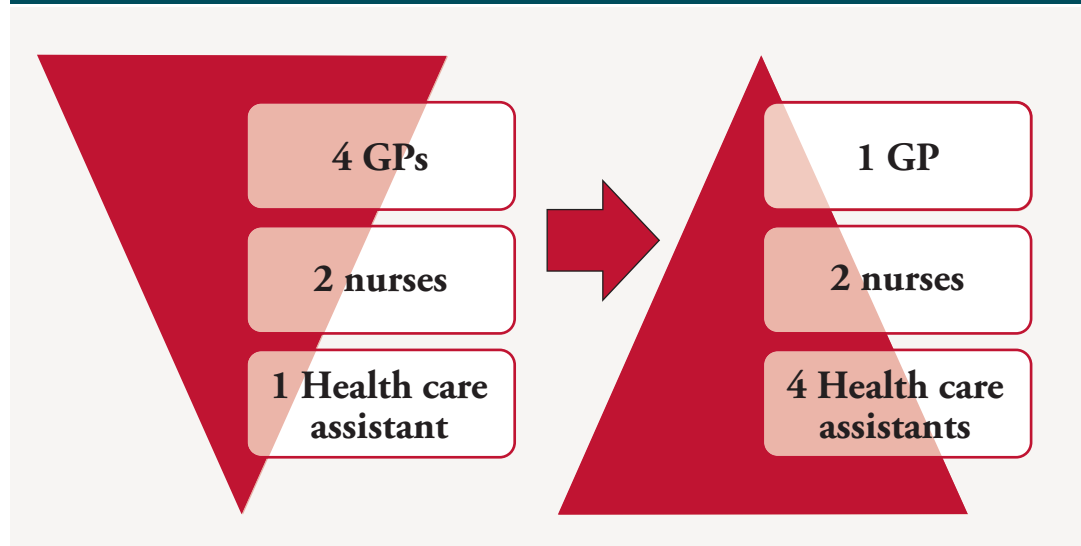 4 GPs
2 nurses
1 Health care
assistant
1 GP
2 nurses
4 Health care
assistants